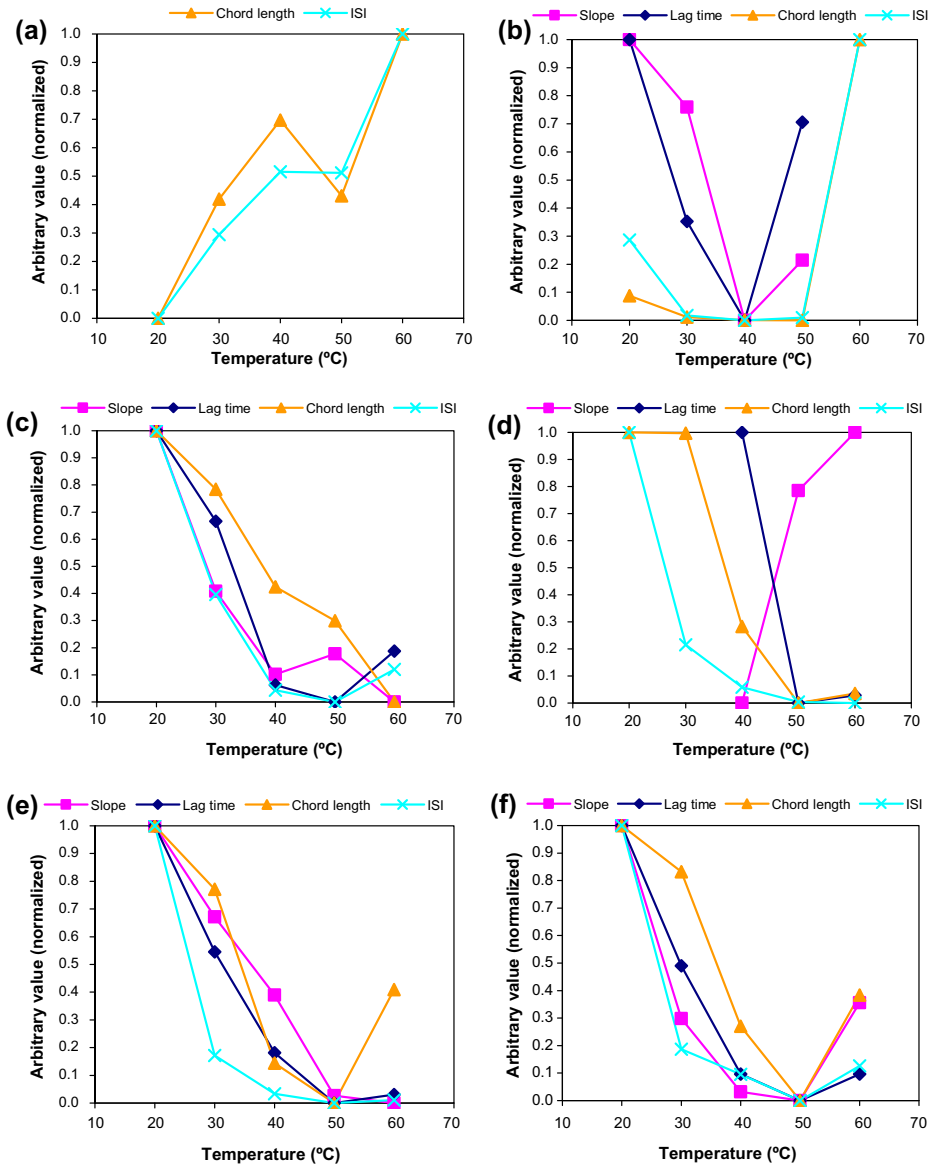 (a)
Chord length ISI
Arbitrary value (normalized)
1.0
0.9
0.8
0.7
0.6
0.5
0.4
0.3
0.2
0.1
0.0
10 20 30 40 50 60 70
Temperature (ºC)
(b)
Slope Lag time Chord length ISI
Arbitrary value (normalized)
1.0
0.9
0.8
0.7
0.6
0.5
0.4
0.3
0.2
0.1
0.0
10 20 30 40 50 60 70
Temperature (ºC)
(c)
Slope Lag time Chord length ISI
Arbitrary value (normalized)
1.0
0.9
0.8
0.7
0.6
0.5
0.4
0.3
0.2
0.1
0.0
10 20 30 40 50 60 70
Temperature (ºC)
(d)
Slope Lag time Chord length ISI
Arbitrary value (normalized)
1.0
0.9
0.8
0.7
0.6
0.5
0.4
0.3
0.2
0.1
0.0
10 20 30 40 50 60 70
Temperature (ºC)
(e)
Slope Lag time Chord length ISI
Arbitrary value (normalized)
1.0
0.9
0.8
0.7
0.6
0.5
0.4
0.3
0.2
0.1
0.0
10 20 30 40 50 60 70
Temperature (ºC)
(f)
Slope Lag time Chord length ISI
Arbitrary value (normalized)
1.0
0.9
0.8
0.7
0.6
0.5
0.4
0.3
0.2
0.1
0.0
10 20 30 40 50 60 70
Temperature (ºC)